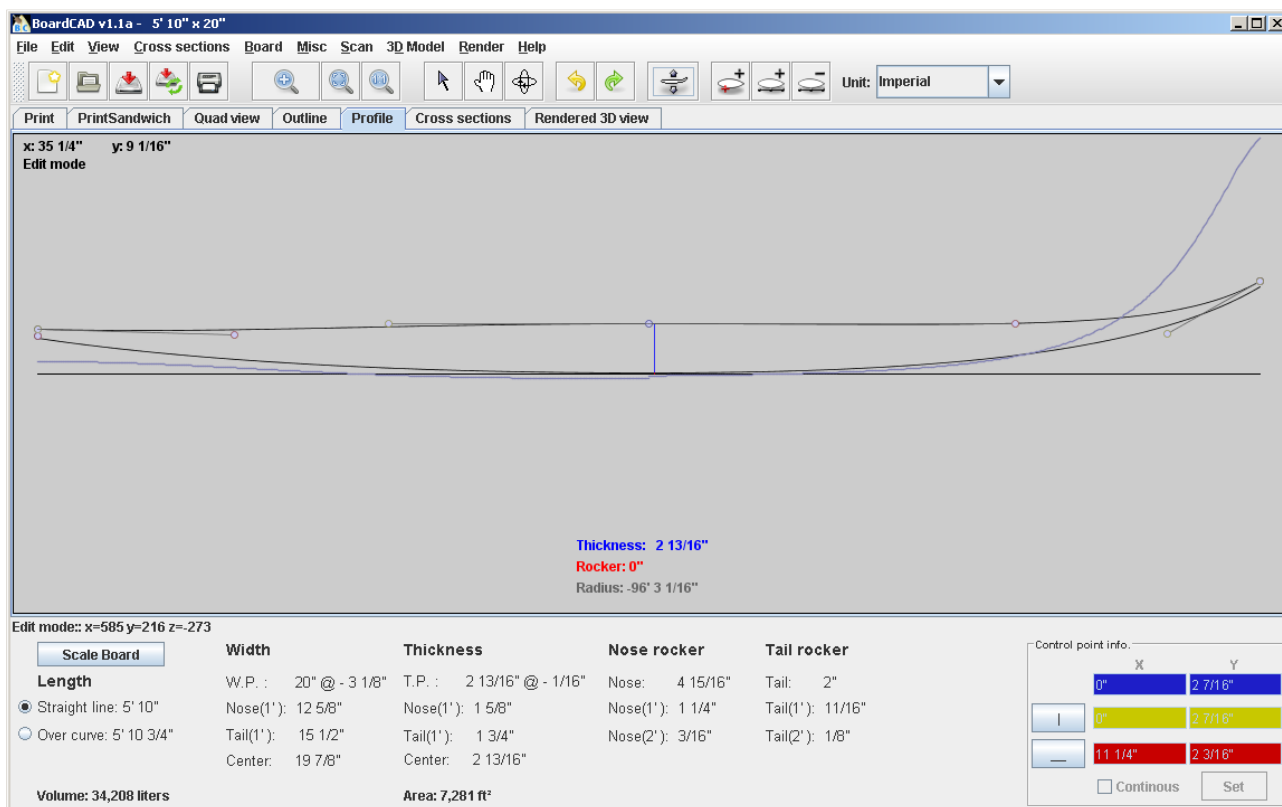 BoardCAD v1.1a - 5' 10" x 20"
File Edit View Cross sections Board Misc Scan 3D Model Render Help
Unit: Imperial
Print PrintSandwich Quad view Outline Profile Cross sections Rendered 3D view
x: 35 1/4" y: 9 1/16"
Edit mode
Thickness: 2 13/16"
Rocker: 0"
Radius: -96' 3 1/16"
Edit mode:: x=585 y=216 z=-273
Scale Board
Length
Straight line: 5' 10"
Over curve: 5' 10 3/4"
Volume: 34,208 liters
Width
W.P. : 20" @ - 3 1/8"
Nose(1'): 12 5/8"
Tail(1'): 15 1/2"
Center: 19 7/8"
Thickness
T.P. : 2 13/16" @ - 1/16"
Nose(1'): 1 5/8"
Tail(1'): 1 3/4"
Center: 2 13/16"
Area: 7,281 ft²
Nose rocker
Nose: 4 15/16"
Nose(1'): 1 1/4"
Nose(2'): 3/16"
Tail rocker
Tail: 2"
Tail(1'): 11/16"
Tail(2'): 1/8"
Control point info.
X Y
0" 2 7/16"
0" 2 7/16"
11 1/4" 2 3/16"
Continous Set